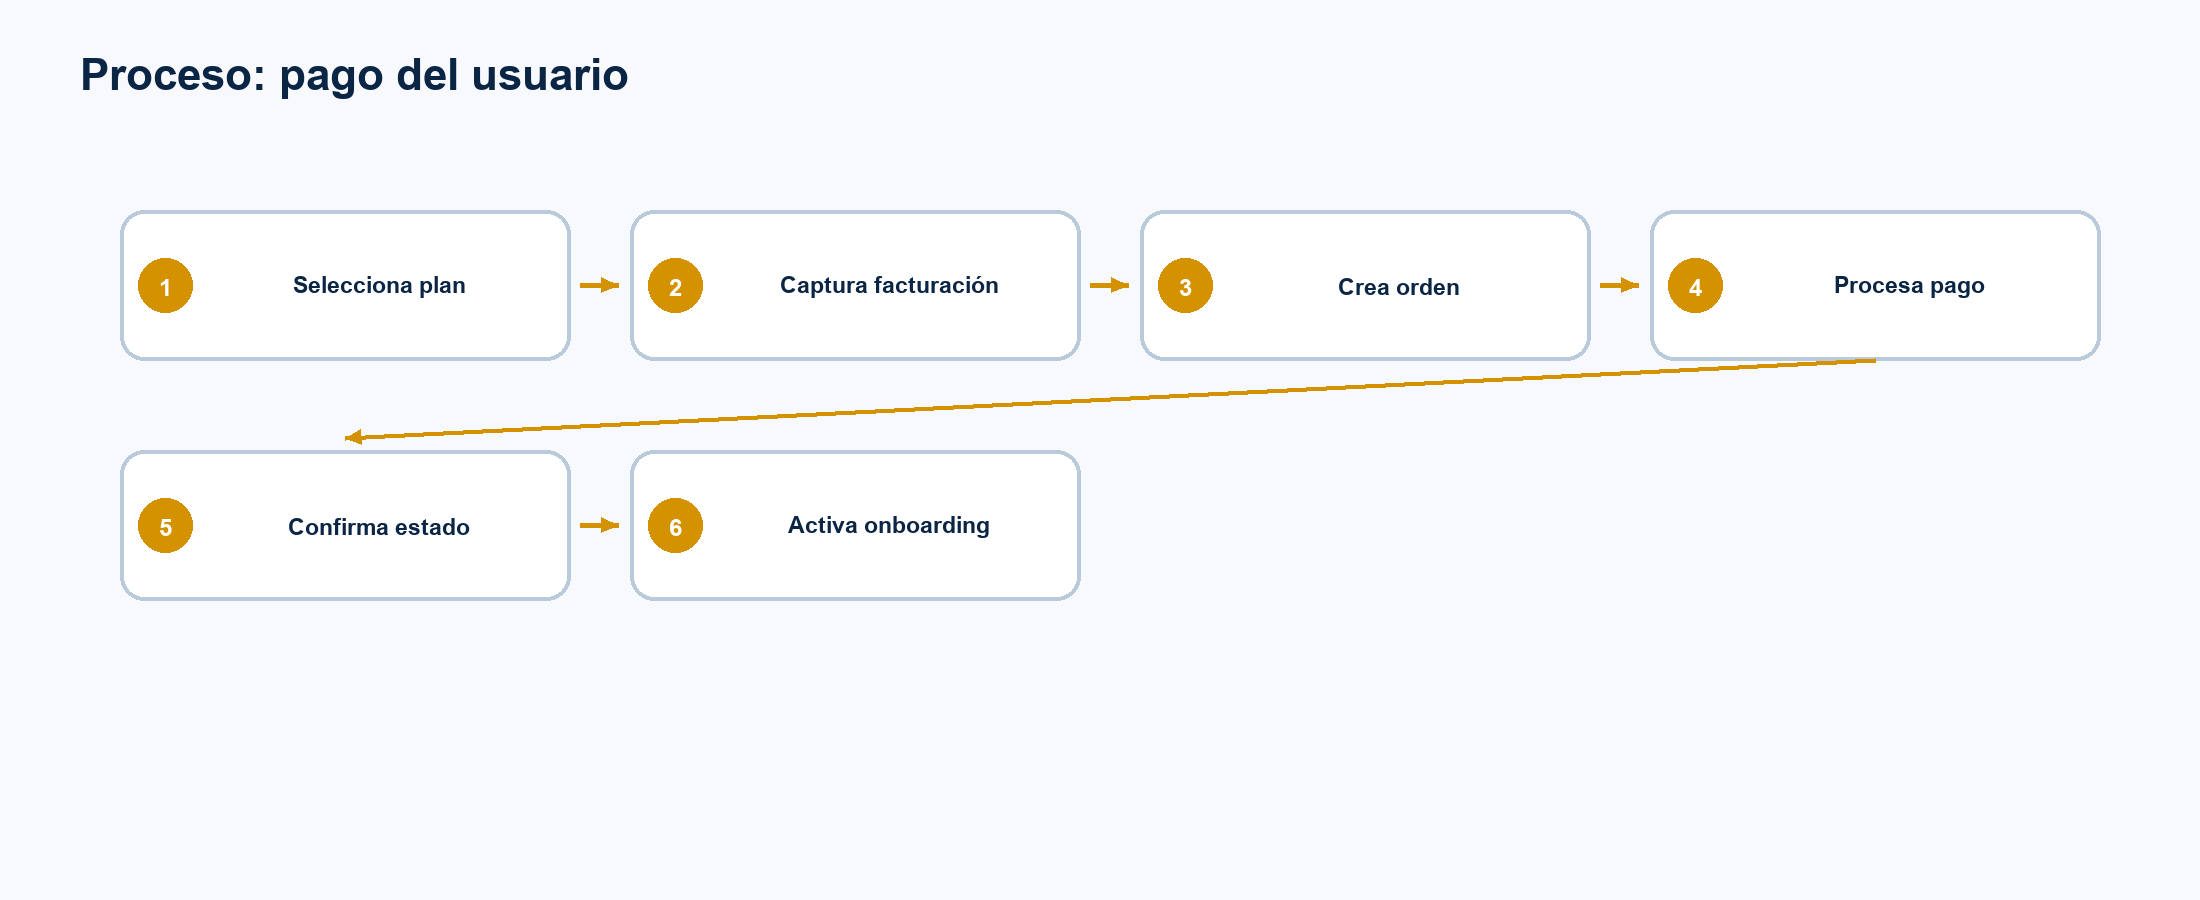 Proceso: pago del usuario
1 Selecciona plan
2 Captura facturación
3 Crea orden
4 Procesa pago
5 Confirma estado
6 Activa onboarding